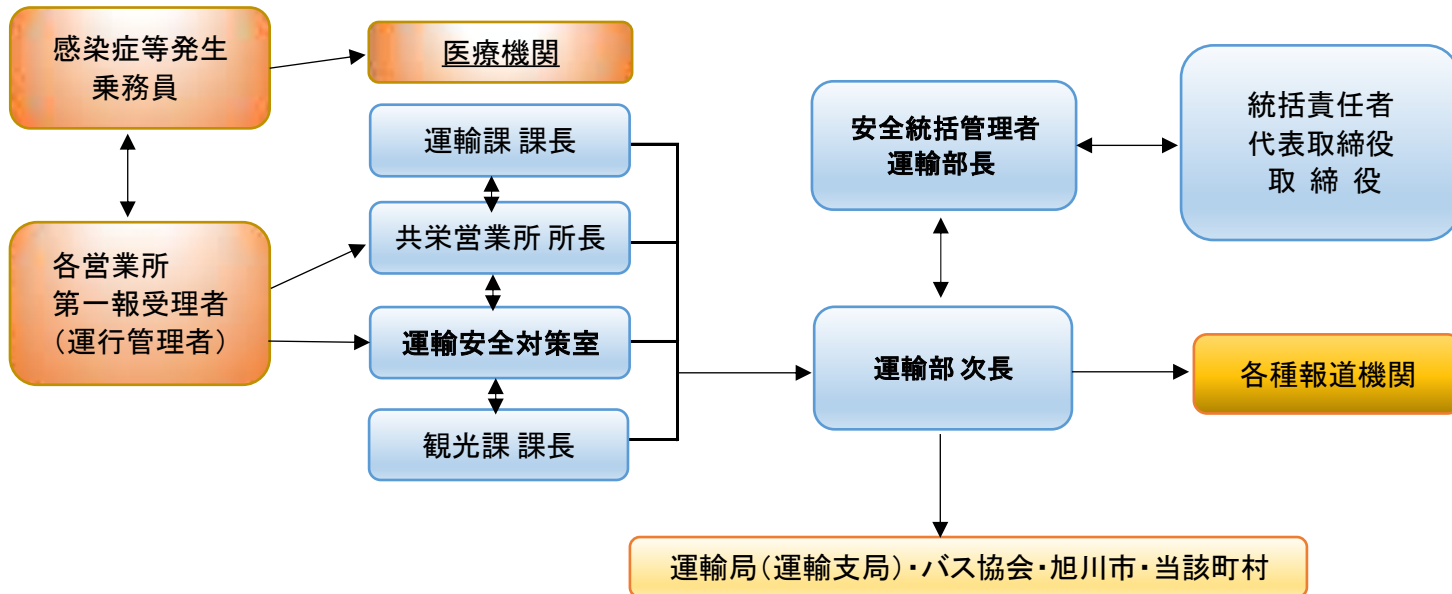 感染症等発生
乗務員
医療機関
各営業所
第一報受理者
(運行管理者)
運輸課 課長
共栄営業所 所長
運輸安全対策室
観光課 課長
安全統括管理者
運輸部長
統括責任者
代表取締役
取 締 役
運輸部 次長
各種報道機関
運輸局(運輸支局)・バス協会・旭川市・当該町村